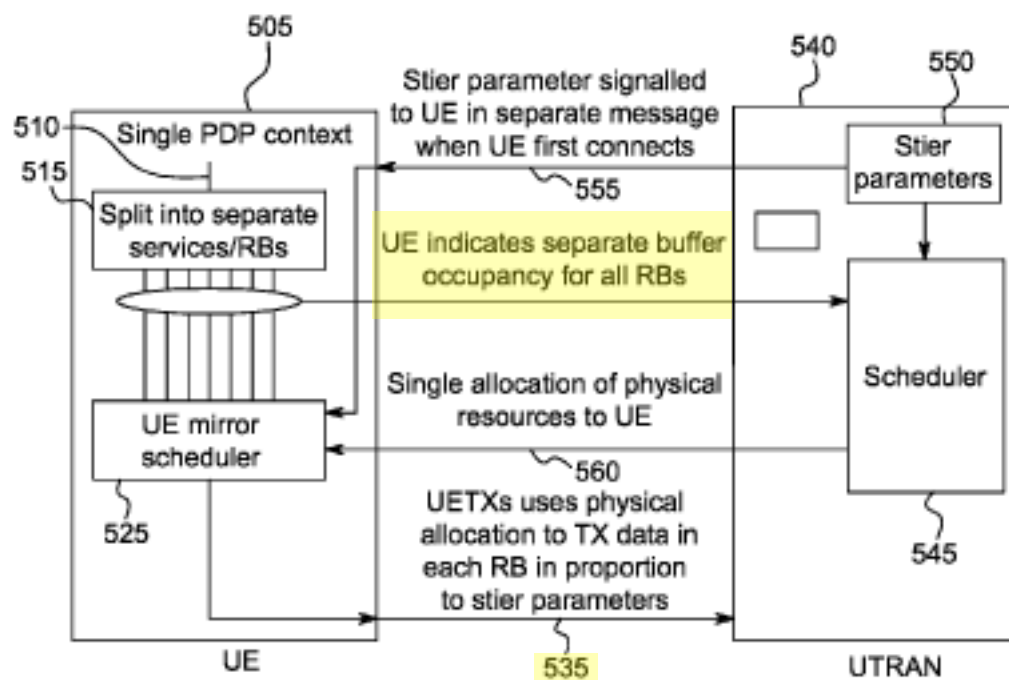 505
540
550
510
515
Single PDP context
Stier parameter signalled
to UE in separate message
when UE first connects
555
Stier
parameters
Split into separate
services/RBs
UE indicates separate buffer
occupancy for all RBs
Scheduler
Single allocation of physical
resources to UE
560
UE mirror
scheduler
525
UETXs uses physical
allocation to TX data in
each RB in proportion
to stier parameters
535
545
UE
UTRAN